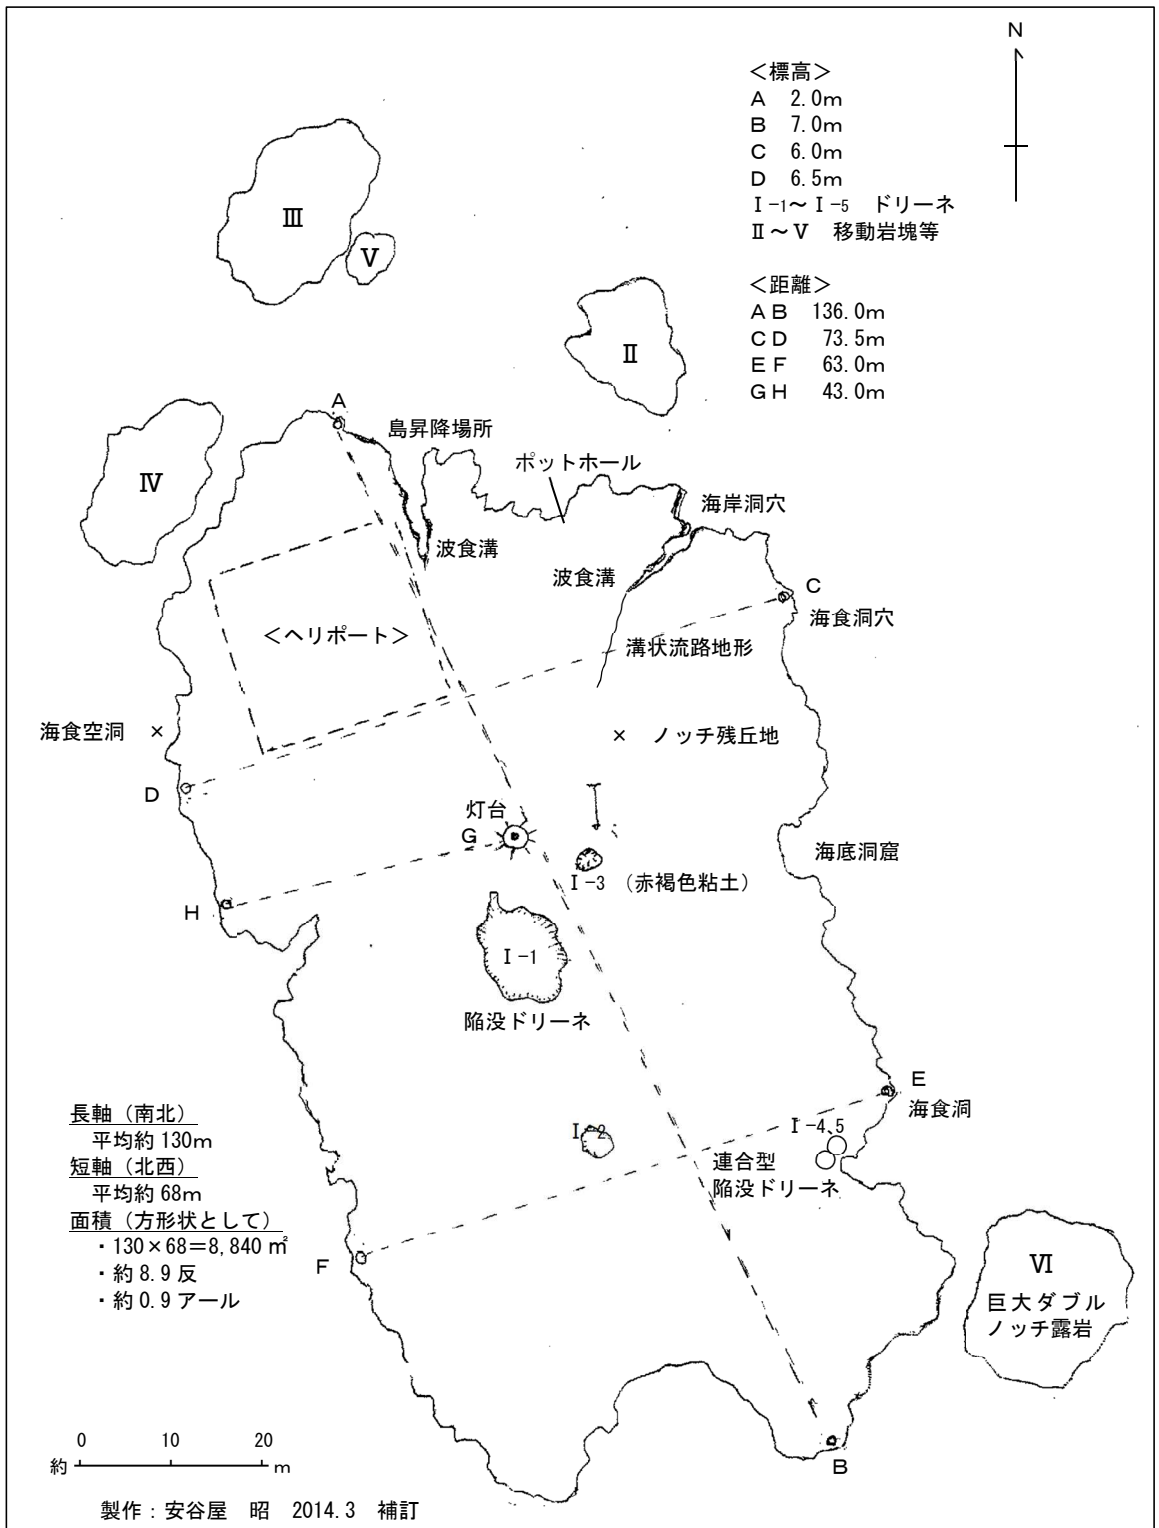 N
<標高>
A 2.0m
B 7.0m
C 6.0m
D 6.5m
Ⅰ-1~Ⅰ-5 ドリーネ
Ⅱ~Ⅴ 移動岩塊等
<距離>
AB 136.0m
CD 73.5m
EF 63.0m
GH 43.0m
Ⅲ
Ⅴ
Ⅱ
Ⅳ
A
島昇降場所
ポットホール
海岸洞穴
波食溝
波食溝
C
海食洞穴
<ヘリポート>
溝状流路地形
海食空洞 ×
× ノッチ残丘地
D
灯台
G
海底洞窟
Ⅰ-3 (赤褐色粘土)
H
Ⅰ-1
陥没ドリーネ
E
海食洞
Ⅰ-2
Ⅰ-4、5
連合型
陥没ドリーネ
長軸(南北)
平均約130m
短軸(北西)
平均約68m
面積(方形状として)
・130×68=8,840㎡
・約8.9反
・約0.9アール
F
Ⅵ
巨大ダブル
ノッチ露岩
B
0 10 20
約 m
製作:安谷屋 昭 2014.3 補訂